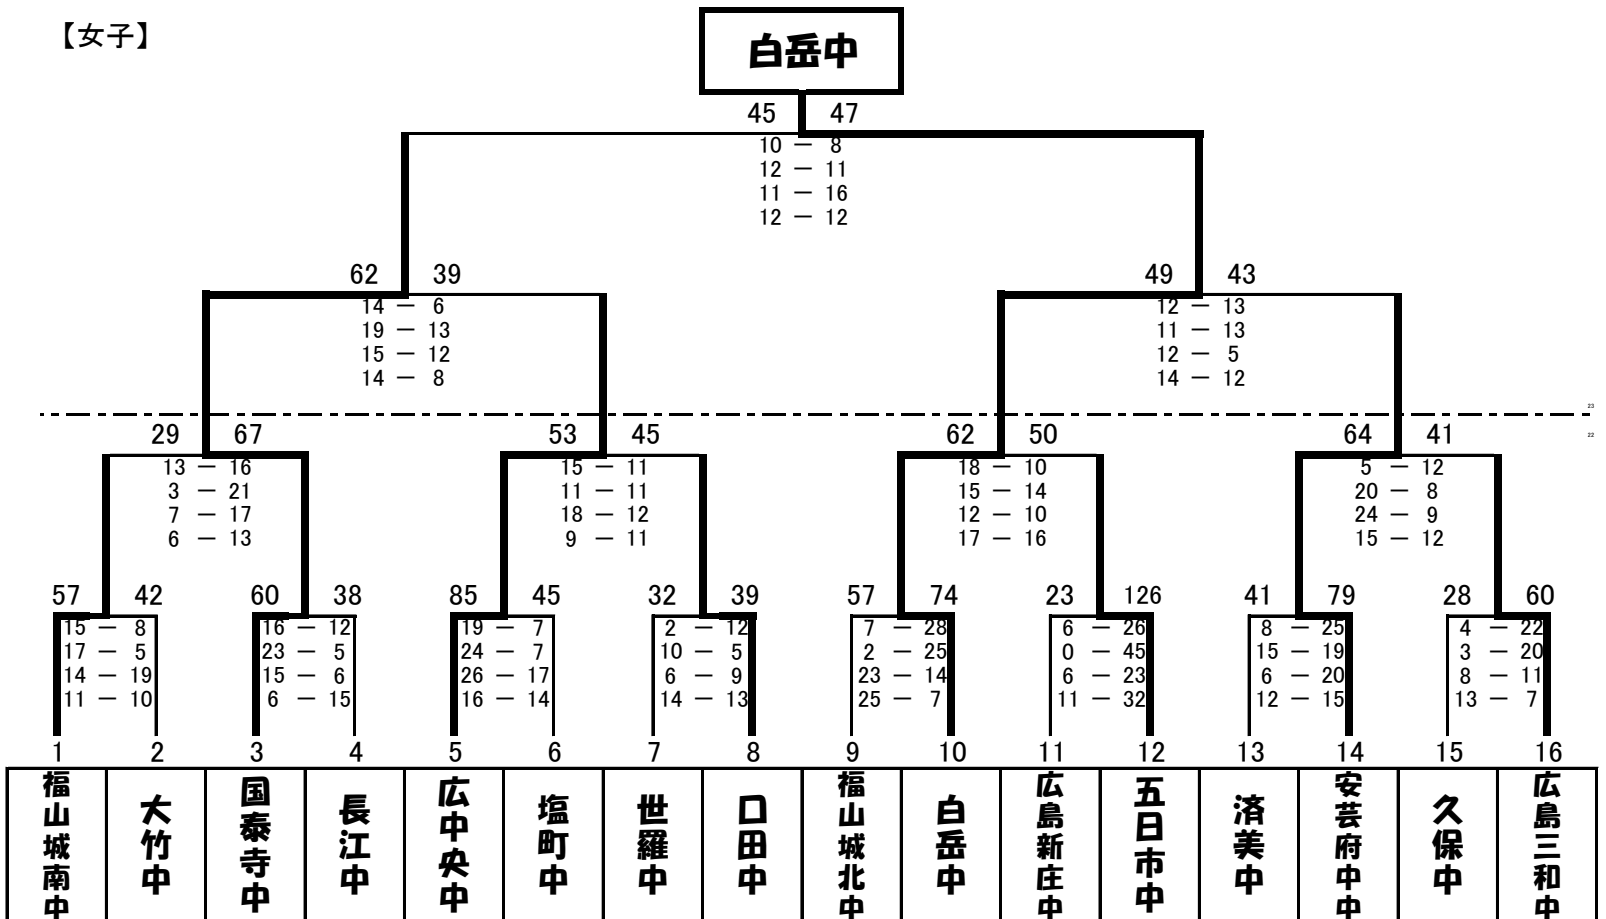 【女子】
白岳中
45 47
10 － 8
12 － 11
11 － 16
12 － 12
62 39 49 43
14 － 6 12 － 13
19 － 13 11 － 13
15 － 12 12 － 5
14 － 8 14 － 12
23
29 67 53 45 62 50 64 41
22
13 － 16 15 － 11 18 － 10 5 － 12
3 － 21 11 － 11 15 － 14 20 － 8
7 － 17 18 － 12 12 － 10 24 － 9
6 － 13 9 － 11 17 － 16 15 － 12
57 42 60 38 85 45 32 39 57 74 23 126 41 79 28 60
15 － 8 16 － 12 19 － 7 2 － 12 7 － 28 6 － 26 8 － 25 4 － 22
17 － 5 23 － 5 24 － 7 10 － 5 2 － 25 0 － 45 15 － 19 3 － 20
14 － 19 15 － 6 26 － 17 6 － 9 23 － 14 6 － 23 6 － 20 8 － 11
11 － 10 6 － 15 16 － 14 14 － 13 25 － 7 11 － 32 12 － 15 13 － 7
1 2 3 4 5 6 7 8 9 10 11 12 13 14 15 16
福山城南中
大竹中
国泰寺中
長江中
広中央中
塩町中
世羅中
口田中
福山城北中
白岳中
広島新庄中
五日市中
済美中
安芸府中中
久保中
広島三和中